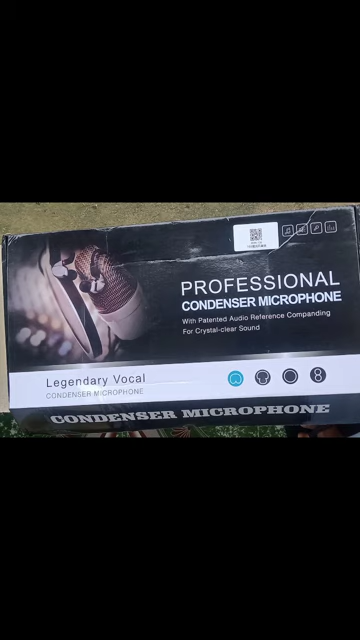 PROFESSIONAL
CONDENSER MICROPHONE
With Patented Audio Reference Companding
For Crystal-clear Sound
Legendary Vocal
CONDENSER MICROPHONE
CONDENSER MICROPHONE